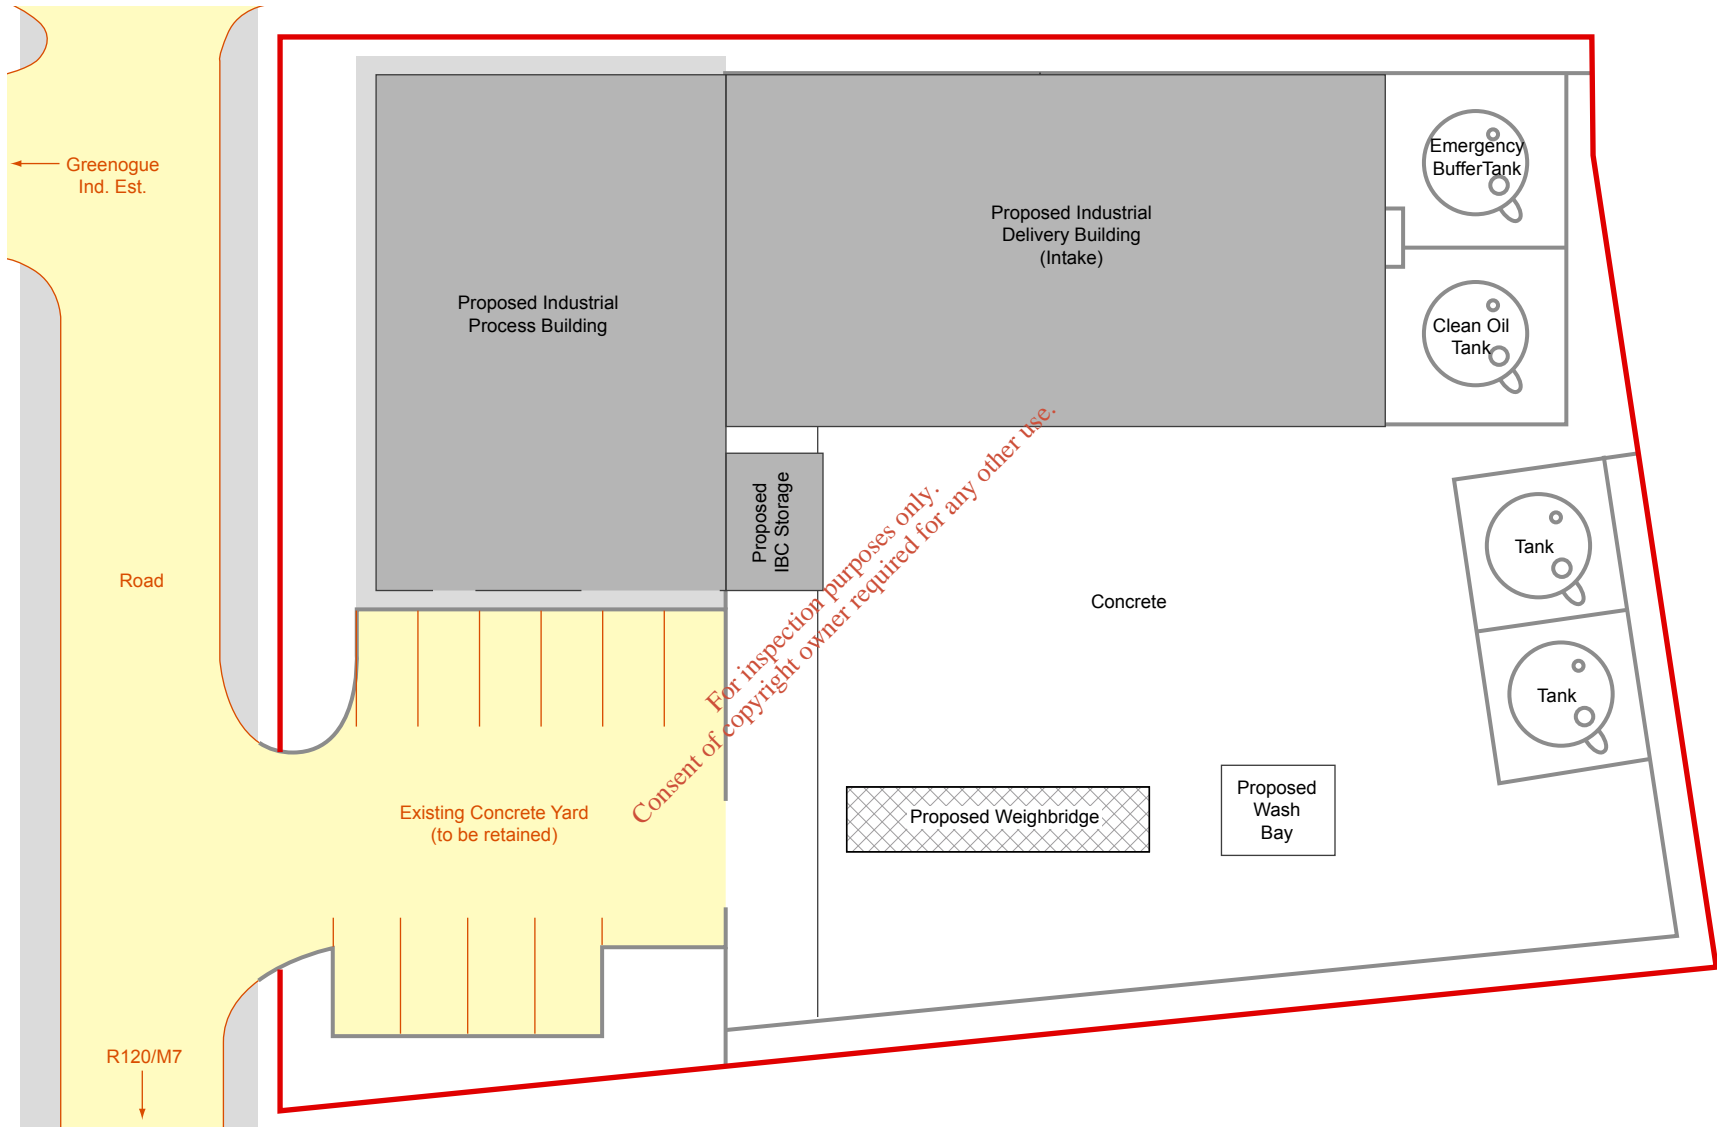 Greenogue
Ind. Est.
Emergency
BufferTank
Proposed Industrial
Delivery Building
(Intake)
Proposed Industrial
Process Building
Clean Oil
Tank
Proposed
IBC Storage
For inspection purposes only.
Consent of copyright owner required for any other use.
Tank
Road
Concrete
Tank
Existing Concrete Yard
(to be retained)
Proposed Weighbridge
Proposed
Wash
Bay
R120/M7